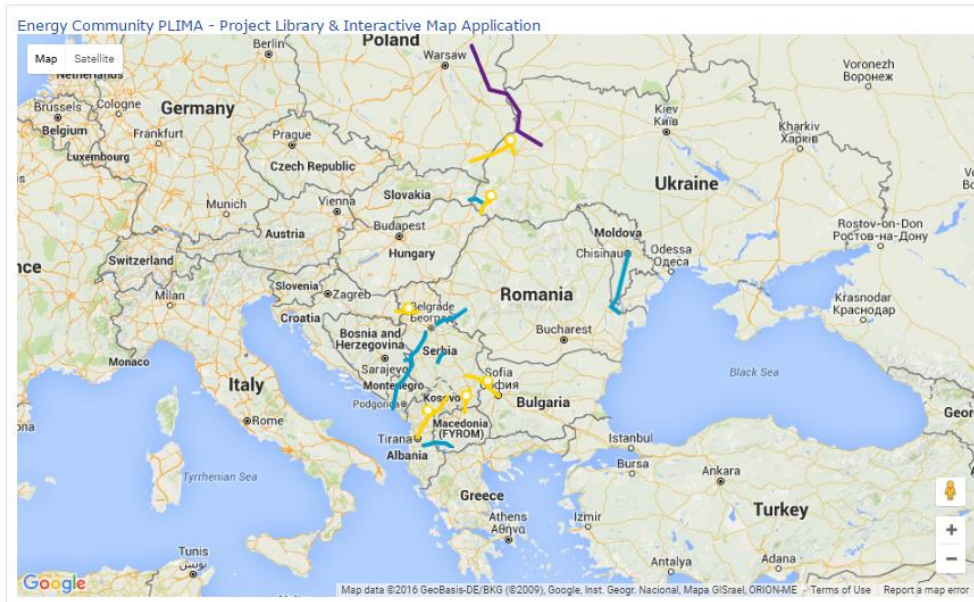 Energy Community PLIMA - Project Library & Interactive Map Application
Map
Satellite
Poland
Berlin
Warsaw
Voronezh
Воронеж
Netherlands
Germany
Brussels
Cologne
Belgium
Frankfurt
Prague
Kiev
Київ
Kharkiv
Харків
Luxembourg
Czech Republic
Ukraine
Slovakia
Munich
Vienna
Austria
Budapest
Hungary
Moldova
Chisinau
Odessa
Одеса
Rostov-on-Don
Ростов-на-Дону
Switzerland
nce
Slovenia
Zagreb
Milan
Croatia
Belgrade
Београд
Romania
Krasnodar
Краснодар
Bosnia and
Herzegovina
Bucharest
Monaco
Serbia
Sarajevo
Italy
Montenegro
Kosovo
Sofia
София
Black Sea
Podgorica
Bulgaria
Geor
Rome
Macedonia
(FYROM)
Tirana
Albania
Istanbul
Bursa
Ankara
Tyrrhenian Sea
Greece
Turkey
Athens
Αθήνα
Izmir
Tunis
تونس
Antalya
Adana
+
−
Google
Map data ©2016 GeoBasis-DE/BKG (©2009), Google, Inst. Geogr. Nacional, Mapa GISrael, ORION-ME
Terms of Use
Report a map error